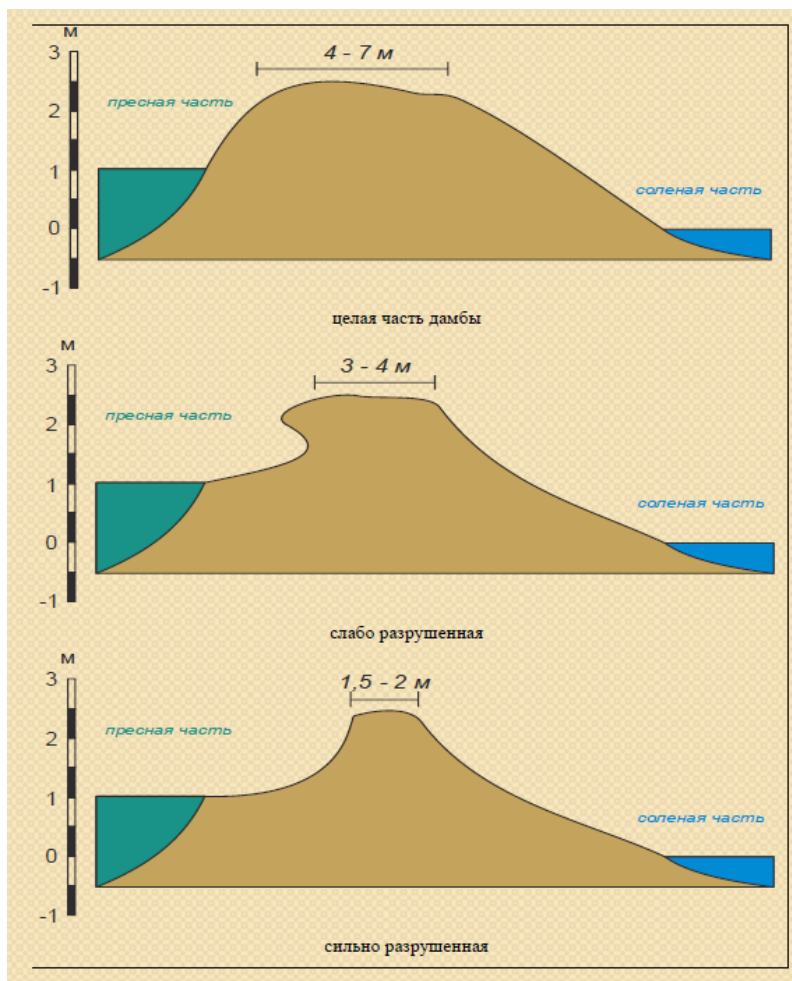 м
4 - 7 м
3
пресная часть
2
соленая часть
1
0
-1
целая часть дамбы
м
3 - 4 м
3
пресная часть
2
соленая часть
1
0
-1
слабо разрушенная
м
1,5 - 2 м
3
пресная часть
2
соленая часть
1
0
-1
сильно разрушенная